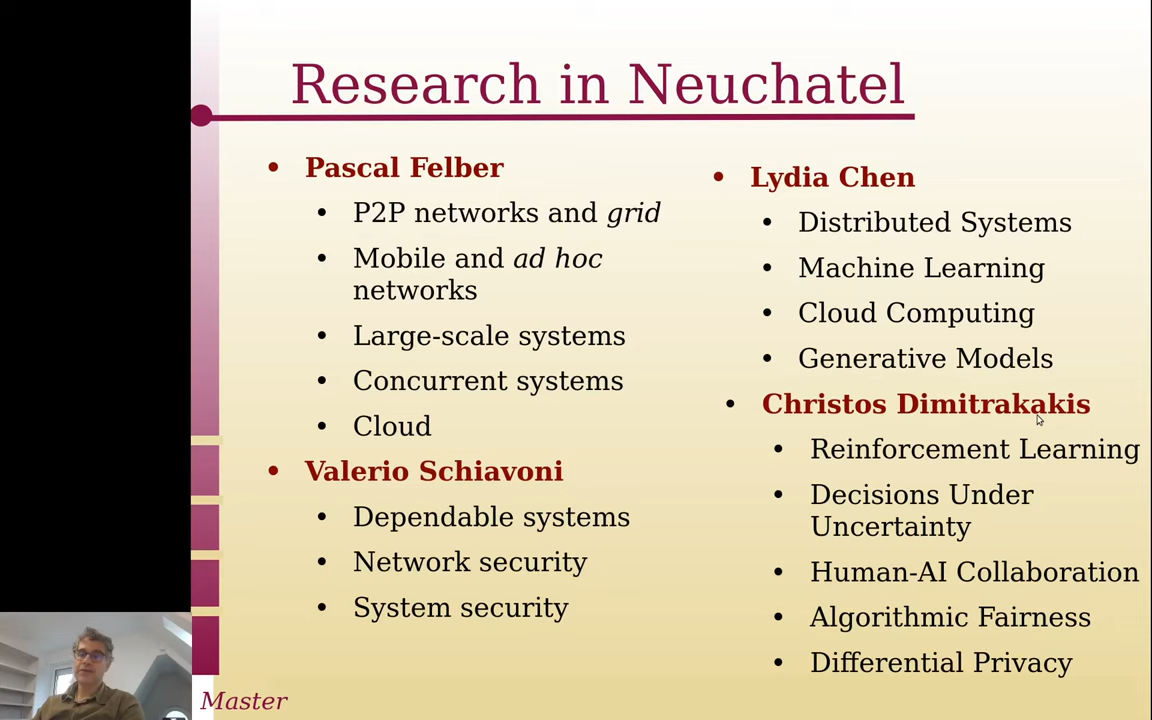 Research in Neuchatel
• Pascal Felber
• P2P networks and grid
• Mobile and ad hoc
networks
• Large-scale systems
• Concurrent systems
• Cloud
• Valerio Schiavoni
• Dependable systems
• Network security
• System security
• Lydia Chen
• Distributed Systems
• Machine Learning
• Cloud Computing
• Generative Models
• Christos Dimitrakakis
• Reinforcement Learning
• Decisions Under
Uncertainty
• Human-AI Collaboration
• Algorithmic Fairness
• Differential Privacy
Master